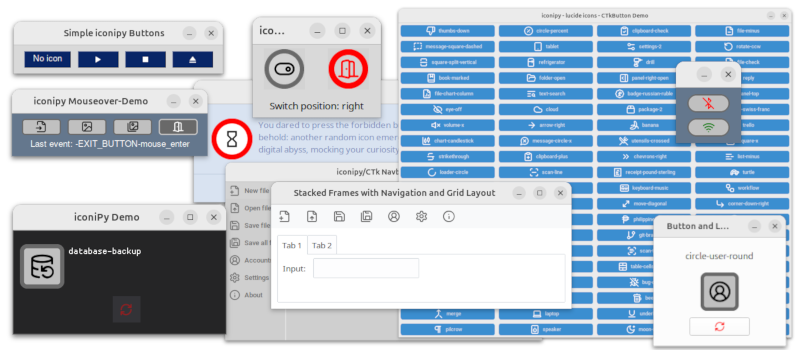 Simple iconipy Buttons
No icon
iconipy Mouseover-Demo
Last event: -EXIT_BUTTON-mouse_enter
iconiPy Demo
database-backup
ico...
Switch position: right
You dared to press the forbidden b
behold: another random icon emer
digital abyss, mocking your curiosity
iconipy/CTk Navb
New file
Open file
Save file
Save all f
Account
Settings
About
Stacked Frames with Navigation and Grid Layout
Tab 1 Tab 2
Input:
iconipy - lucide icons - CTkButton Demo
thumbs-down circle-percent clipboard-check file-minus
message-square-dashed tablet settings-2 rotate-ccw
square-split-vertical refrigerator drill file-check
book-marked folder-open panel-right-open reply
file-chart-column text-search badge-russian-ruble panel-top
eye-off cloud package-2
volume-x arrow-right banana
chart-candlestick message-circle-x utensils-crossed square-x
strikethrough clipboard-plus chevrons-right list-minus
loader-circle scan-line receipt-pound-sterling turtle
keyboard-music workflow
move-diagonal corner-down-right
merge laptop
pilcrow speaker
Button and L...
circle-user-round